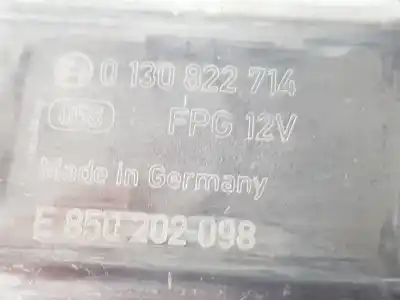 0 130 822 714
FPG 12V
Made in Germany
E 850 202 098